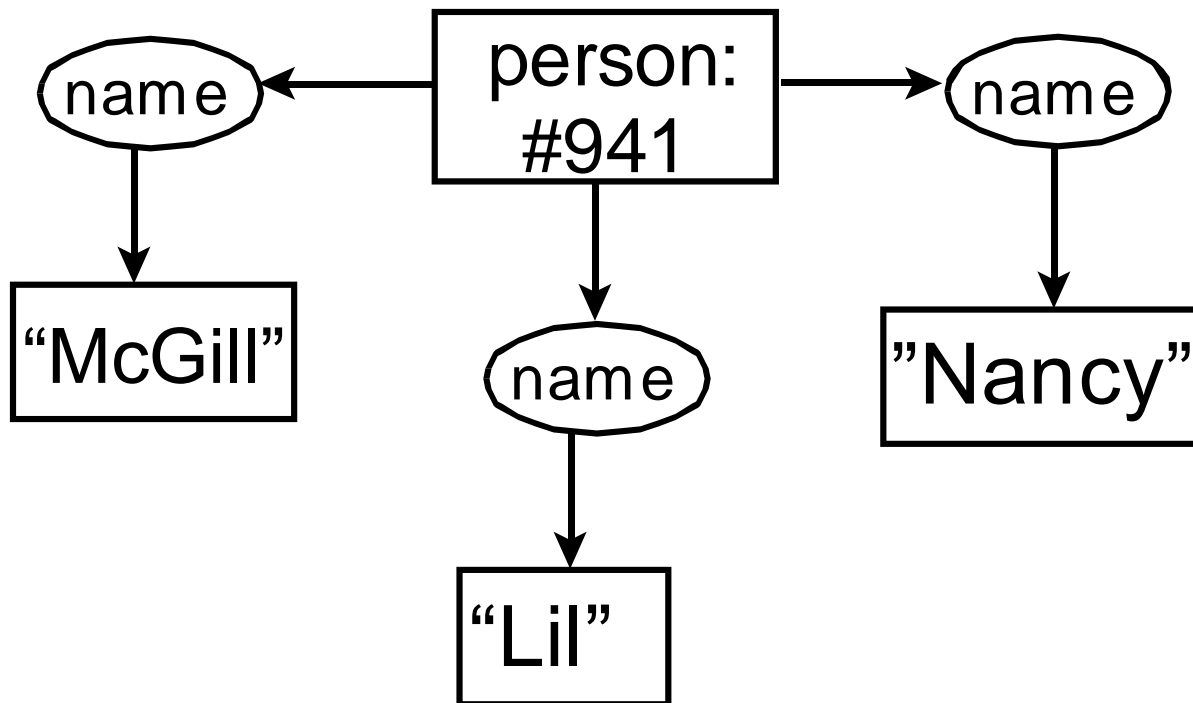 person:
#941
name
name
“McGill”
name
”Nancy”
“Lil”